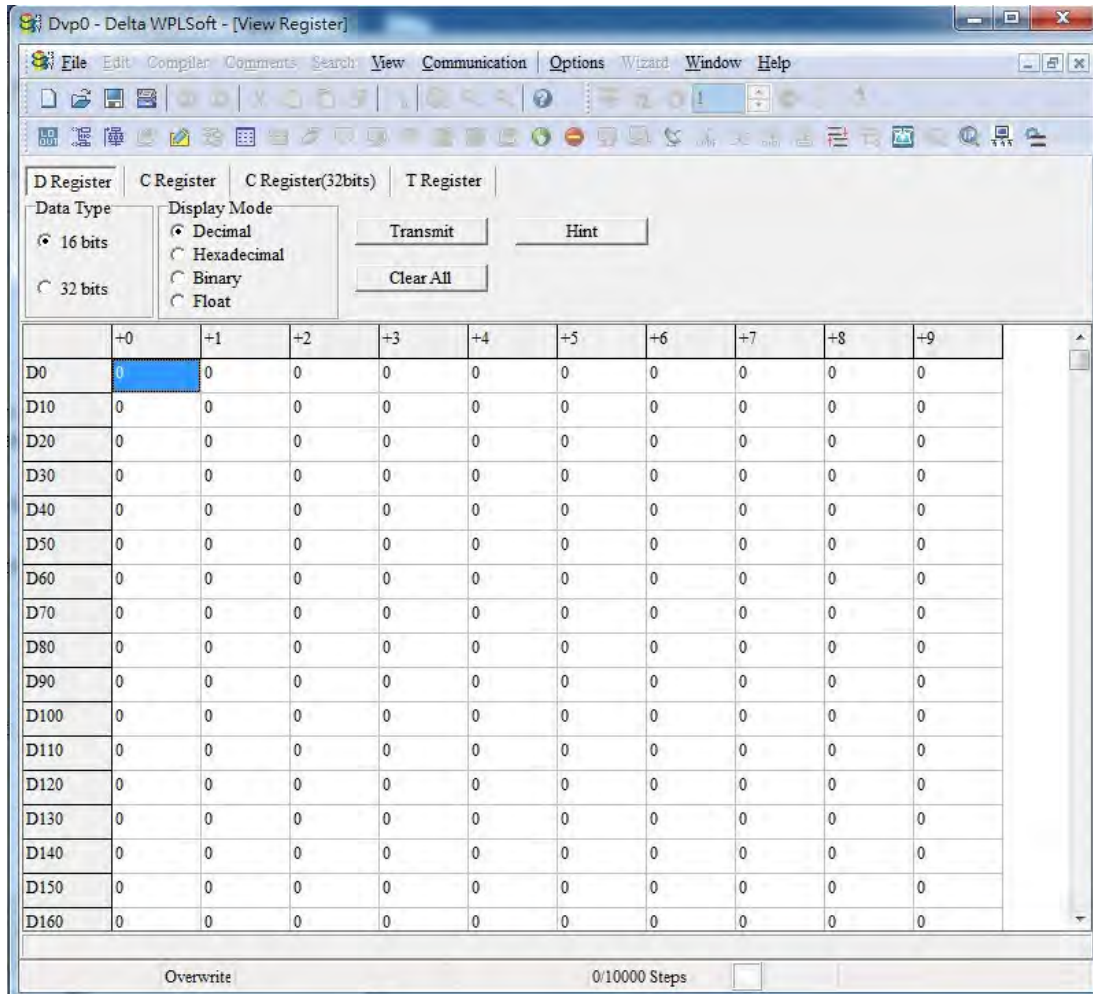 Dvp0 - Delta WPLSoft - [View Register]
File Edit Compiler Comments Search View Communication Options Wizard Window Help
1
D Register C Register C Register(32bits) T Register
Data Type Display Mode
16 bits Decimal Transmit Hint
Hexadecimal
32 bits Binary Clear All
Float
+0 +1 +2 +3 +4 +5 +6 +7 +8 +9
D0 0 0 0 0 0 0 0 0 0 0
D10 0 0 0 0 0 0 0 0 0 0
D20 0 0 0 0 0 0 0 0 0 0
D30 0 0 0 0 0 0 0 0 0 0
D40 0 0 0 0 0 0 0 0 0 0
D50 0 0 0 0 0 0 0 0 0 0
D60 0 0 0 0 0 0 0 0 0 0
D70 0 0 0 0 0 0 0 0 0 0
D80 0 0 0 0 0 0 0 0 0 0
D90 0 0 0 0 0 0 0 0 0 0
D100 0 0 0 0 0 0 0 0 0 0
D110 0 0 0 0 0 0 0 0 0 0
D120 0 0 0 0 0 0 0 0 0 0
D130 0 0 0 0 0 0 0 0 0 0
D140 0 0 0 0 0 0 0 0 0 0
D150 0 0 0 0 0 0 0 0 0 0
D160 0 0 0 0 0 0 0 0 0 0
Overwrite 0/10000 Steps